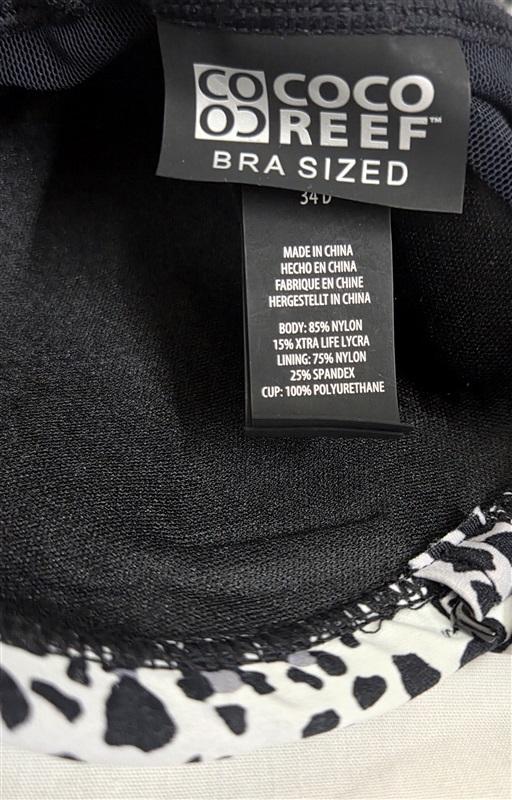 COCO
REEF™
BRA SIZED
34 D
MADE IN CHINA
HECHO EN CHINA
FABRIQUE EN CHINE
HERGESTELLT IN CHINA
BODY: 85% NYLON
15% XTRA LIFE LYCRA
LINING: 75% NYLON
25% SPANDEX
CUP: 100% POLYURETHANE